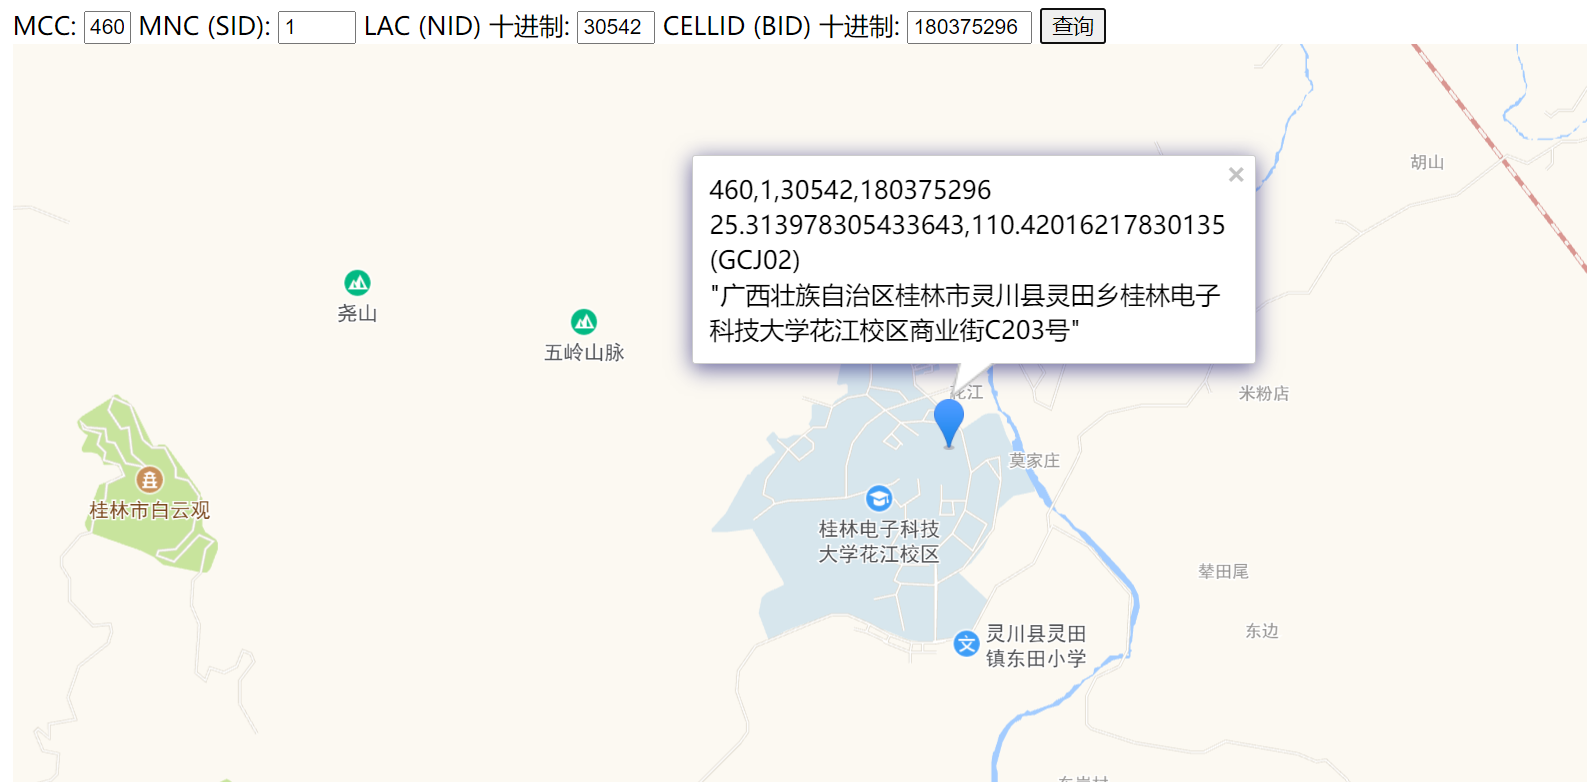 MCC: 460 MNC (SID): 1 LAC (NID) 十进制: 30542 CELLID (BID) 十进制: 180375296 查询
胡山
460,1,30542,180375296
25.313978305433643,110.42016217830135
(GCJ02)
"广西壮族自治区桂林市灵川县灵田乡桂林电子
科技大学花江校区商业街C203号"
尧山
五岭山脉
花江
米粉店
莫家庄
桂林市白云观
桂林电子科技
大学花江校区
辇田尾
东边
灵川县灵田
镇东田小学